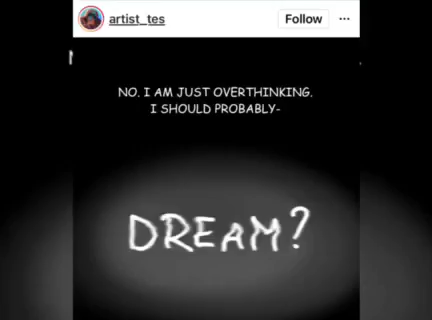 artist_tes
Follow
NO. I AM JUST OVERTHINKING.
I SHOULD PROBABLY-
DREAM?